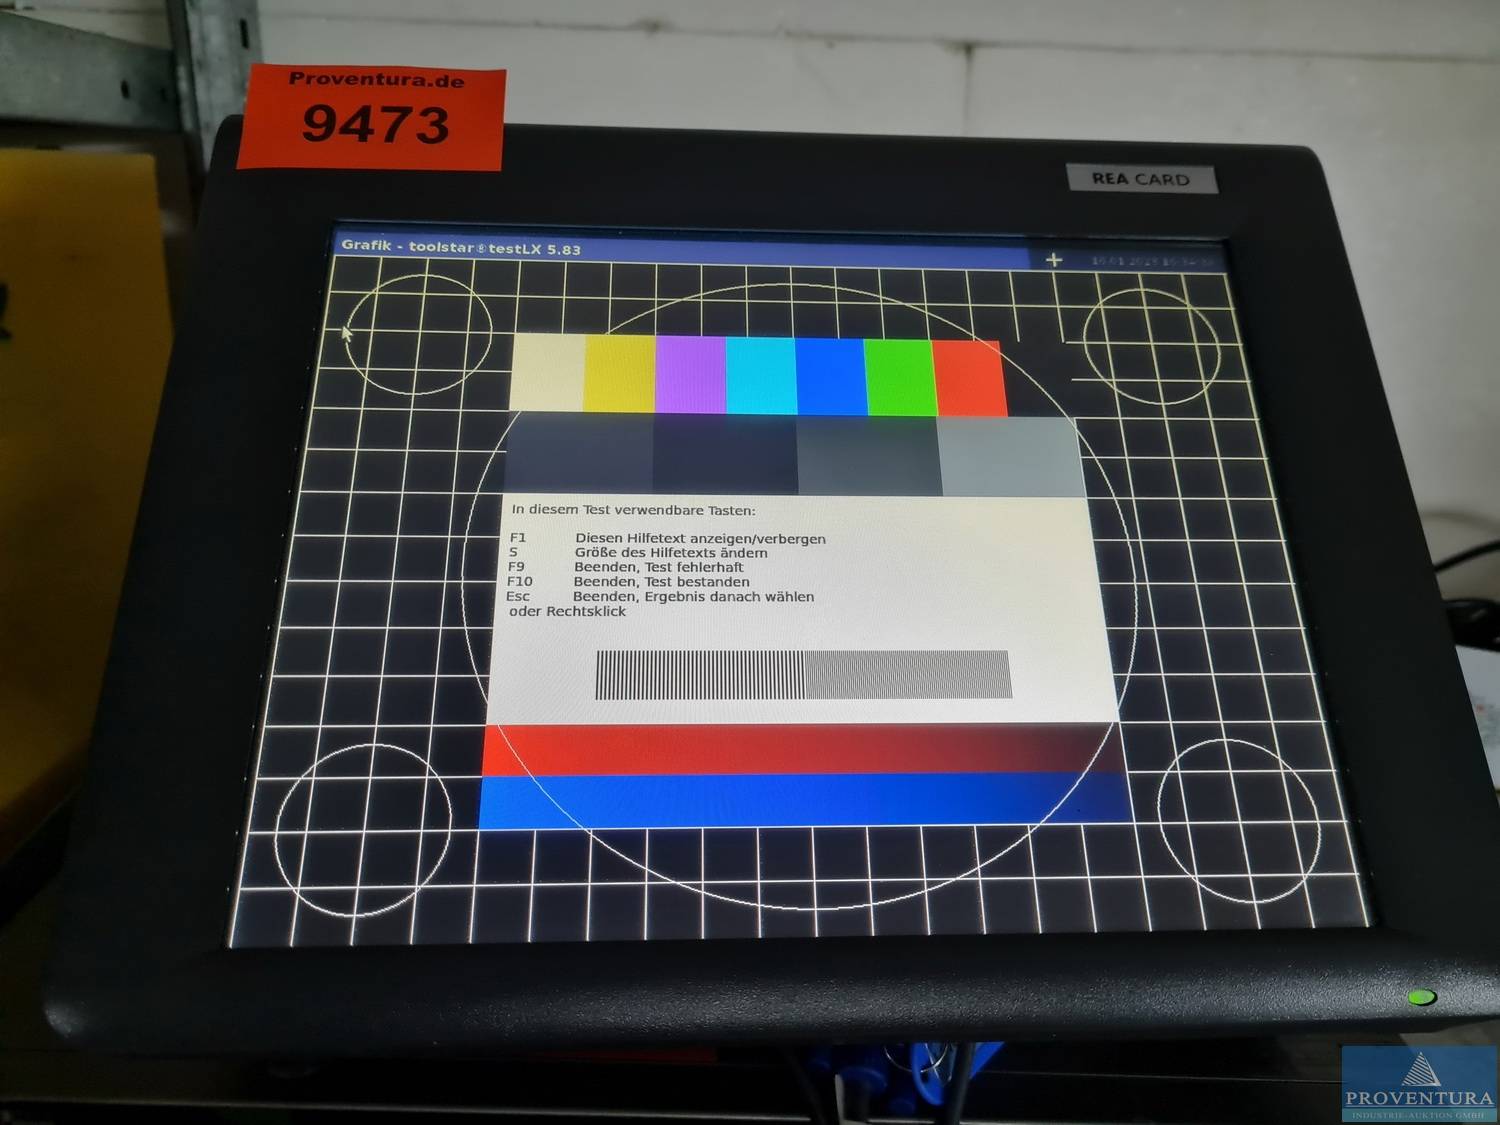 Proventura.de
9473
REA CARD
Grafik - toolstar®testLX 5.83
In diesem Test verwendbare Tasten:
F1 Diesen Hilfetext anzeigen/verbergen
S Größe des Hilfetexts ändern
F9 Beenden, Test fehlerhaft
F10 Beenden, Test bestanden
Esc Beenden, Ergebnis danach wählen
oder Rechtsklick
PROVENTURA
INDUSTRIE-AUKTION GMBH